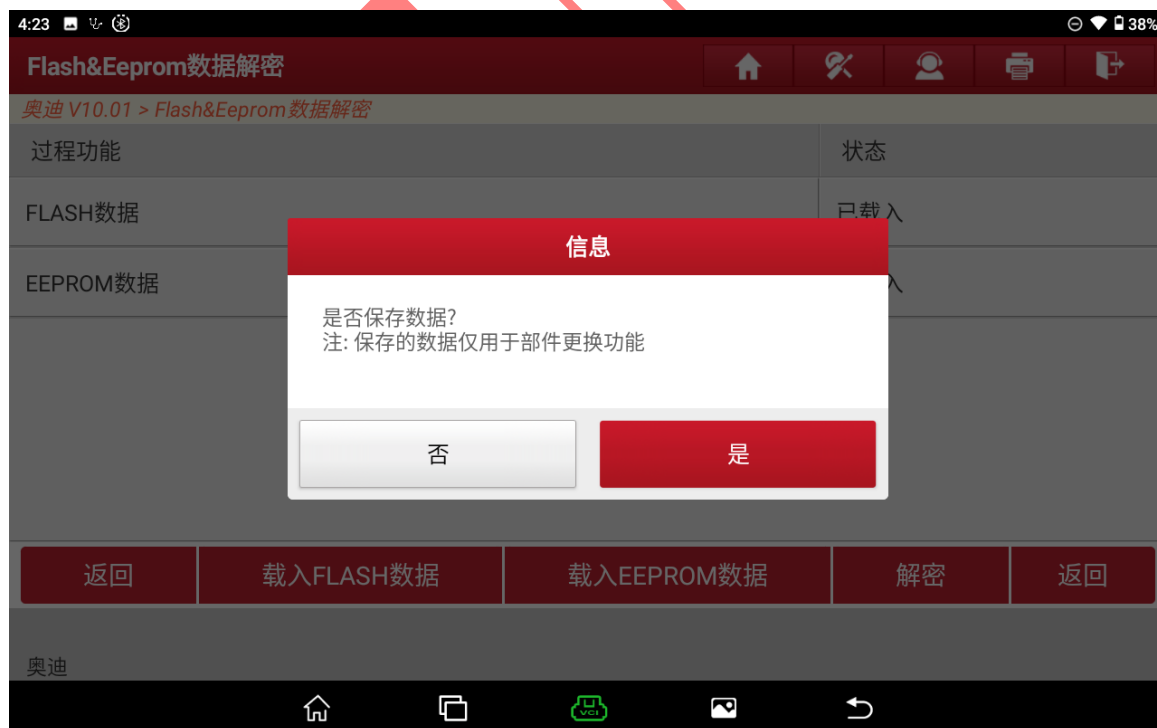 4:23
38%
Flash&Eeprom数据解密
奥迪 V10.01 > Flash&Eeprom数据解密
过程功能 状态
FLASH数据 已载入
信息
EEPROM数据 入
是否保存数据?
注: 保存的数据仅用于部件更换功能
否 是
返回 载入FLASH数据 载入EEPROM数据 解密 返回
奥迪
VCI